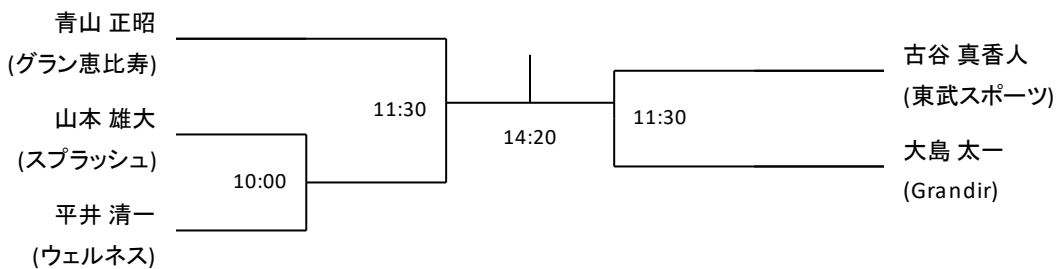 青山 正昭
(グラン恵比寿)
山本 雄大
(スプラッシュ)
平井 清一
(ウェルネス)
10:00
11:30
14:20
11:30
古谷 真香人
(東武スポーツ)
大島 太一
(Grandir)